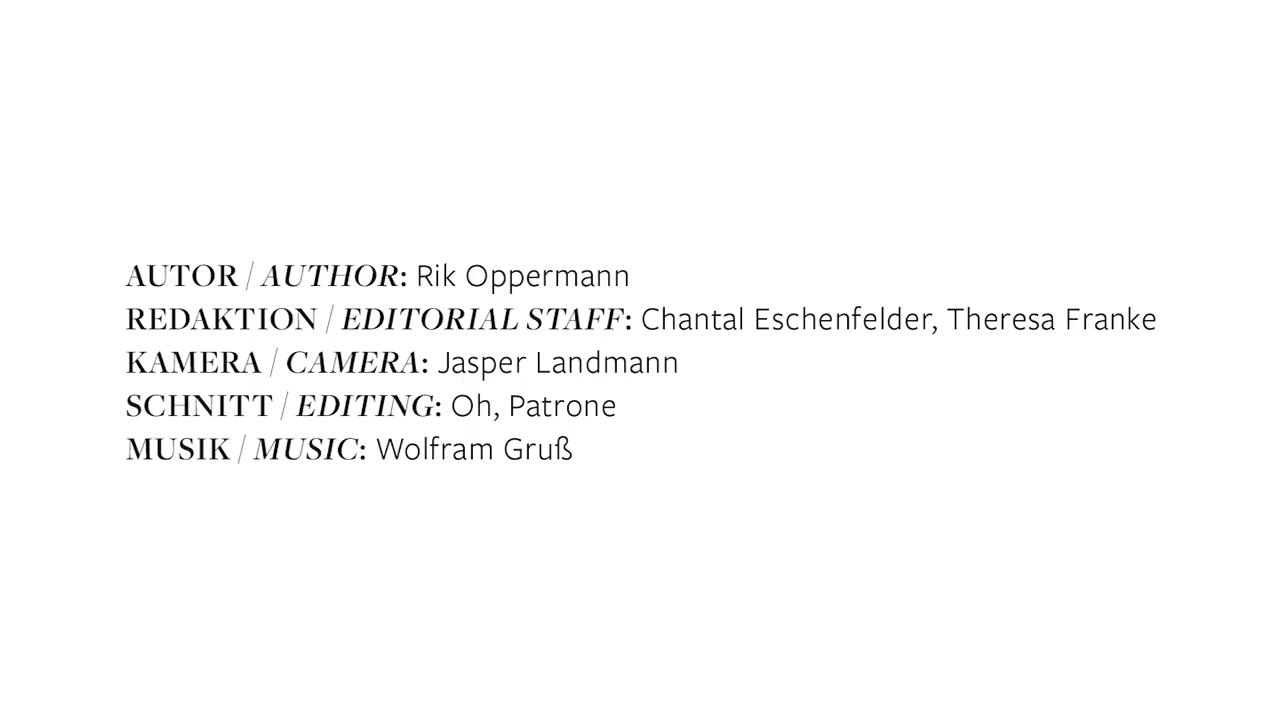 AUTOR / AUTHOR: Rik Oppermann
REDAKTION / EDITORIAL STAFF: Chantal Eschenfelder, Theresa Franke
KAMERA / CAMERA: Jasper Landmann
SCHNITT / EDITING: Oh, Patrone
MUSIK / MUSIC: Wolfram Gruß